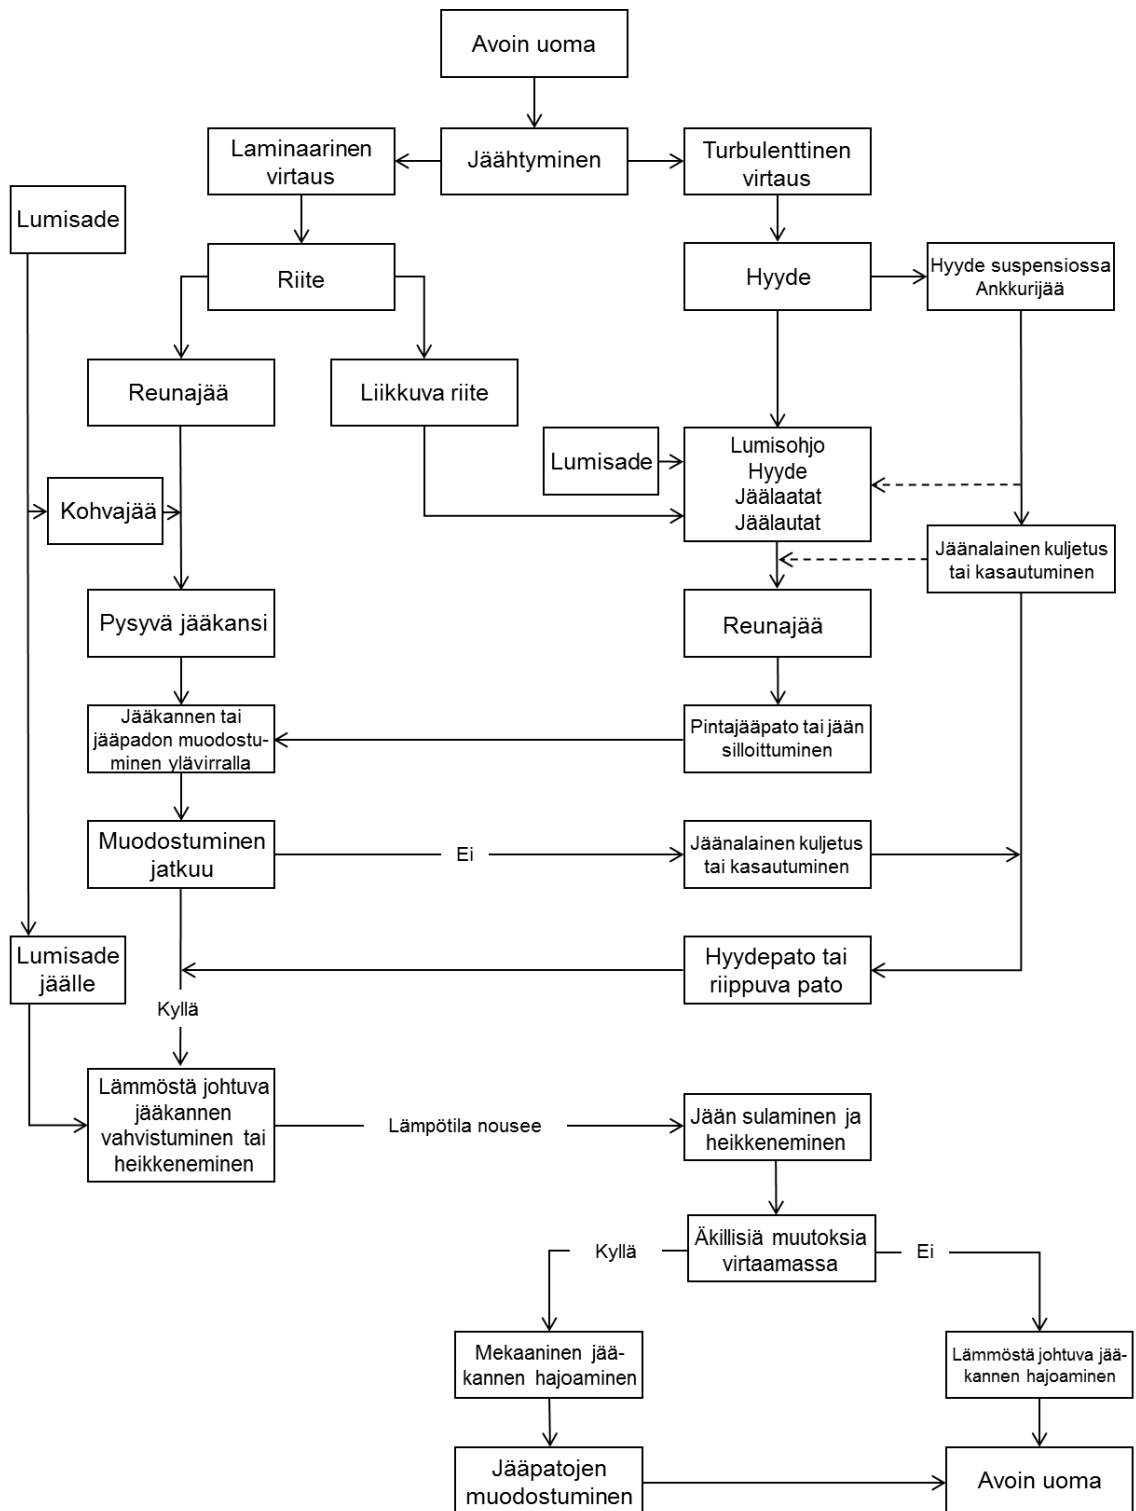 Avoin uoma
Laminaarinen
virtaus
Jäähtyminen
Turbulenttinen
virtaus
Lumisade
Riite
Hyyde
Hyyde suspensiossa
Ankkurijää
Reunajää
Liikkuva riite
Lumisade
Lumisohjo
Hyyde
Jäälaatat
Jäälautat
Kohvajää
Jäänalainen kuljetus
tai kasautuminen
Pysyvä jääkansi
Reunajää
Jääkannen tai
jääpadon muodostu-
minen ylävirralla
Pintajääpato tai jään
silloittuminen
Muodostuminen
jatkuu
Ei
Jäänalainen kuljetus
tai kasautuminen
Lumisade
jäälle
Hyydepato tai
riippuva pato
Kyllä
Lämmöstä johtuva
jääkannen
vahvistuminen tai
heikkeneminen
Lämpötila nousee
Jään sulaminen ja
heikkeneminen
Äkillisiä muutoksia
virtaamassa
Kyllä
Ei
Mekaaninen jää-
kannen hajoaminen
Lämmöstä johtuva jää-
kannen hajoaminen
Jääpatojen
muodostuminen
Avoin uoma